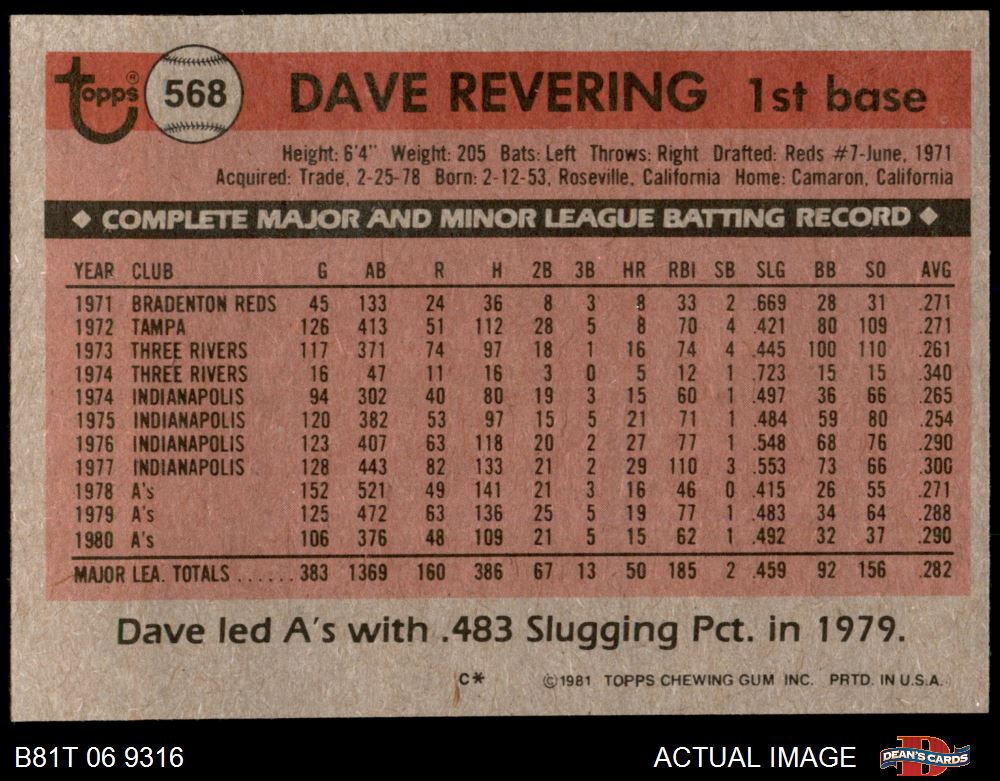 topps® 568 DAVE REVERING 1st base
Height: 6'4" Weight: 205 Bats: Left Throws: Right Drafted: Reds #7-June, 1971
Acquired: Trade, 2-25-78 Born: 2-12-53, Roseville, California Home: Camaron, California
◆ COMPLETE MAJOR AND MINOR LEAGUE BATTING RECORD ◆
YEAR CLUB G AB R H 2B 3B HR RBI SB SLG BB SO AVG
1971 BRADENTON REDS 45 133 24 36 8 3 8 33 2 .669 28 31 .271
1972 TAMPA 126 413 51 112 28 5 8 70 4 .421 80 109 .271
1973 THREE RIVERS 117 371 74 97 18 1 16 74 4 .445 100 110 .261
1974 THREE RIVERS 16 47 11 16 3 0 5 12 1 .723 15 15 .340
1974 INDIANAPOLIS 94 302 40 80 19 3 15 60 1 .497 36 66 .265
1975 INDIANAPOLIS 120 382 53 97 15 5 21 71 1 .484 59 80 .254
1976 INDIANAPOLIS 123 407 63 118 20 2 27 77 1 .548 68 76 .290
1977 INDIANAPOLIS 128 443 82 133 21 2 29 110 3 .553 73 66 .300
1978 A's 152 521 49 141 21 3 16 46 0 .415 26 55 .271
1979 A's 125 472 63 136 25 5 19 77 1 .483 34 64 .288
1980 A's 106 376 48 109 21 5 15 62 1 .492 32 37 .290
MAJOR LEA. TOTALS ...... 383 1369 160 386 67 13 50 185 2 .459 92 156 .282
Dave led A's with .483 Slugging Pct. in 1979.
C* ©1981 TOPPS CHEWING GUM INC. PRTD. IN U.S.A.
B81T 06 9316 ACTUAL IMAGE DEAN'S CARDS